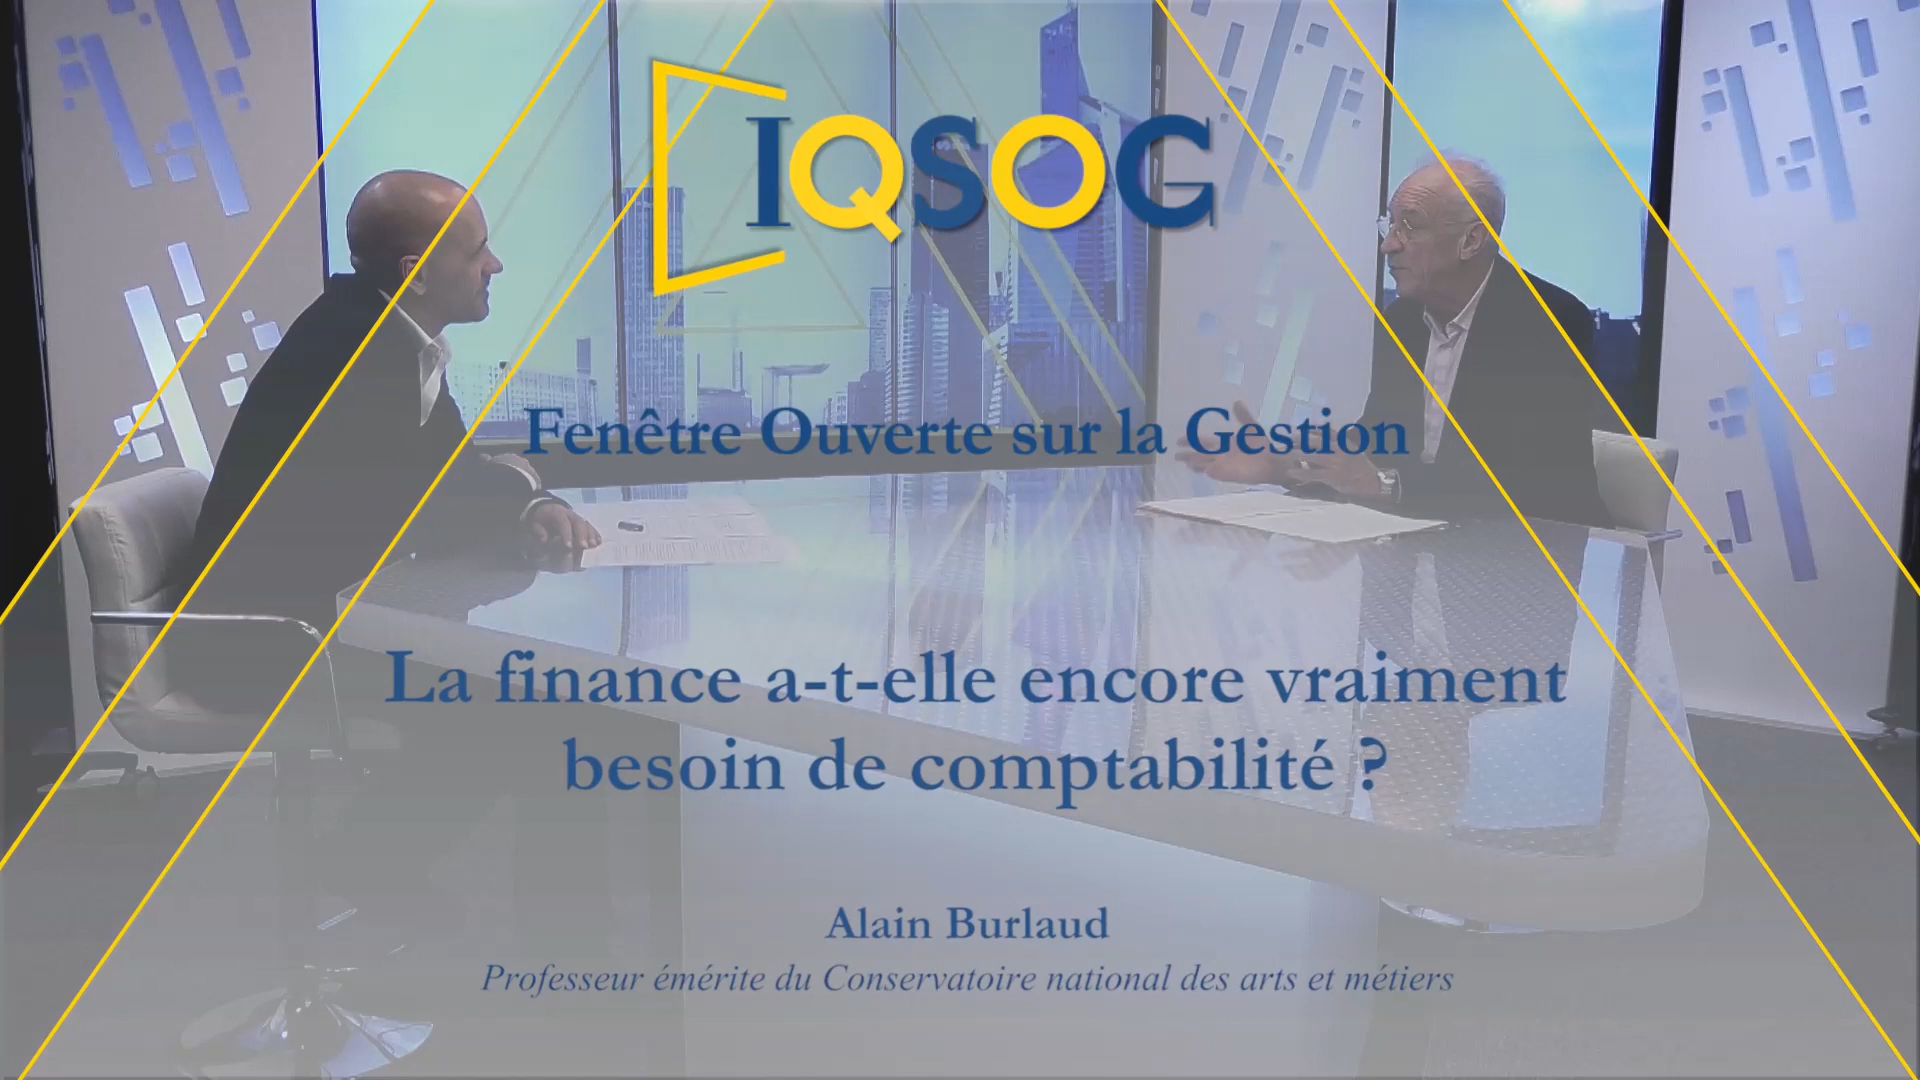 IQSOG
Fenêtre Ouverte sur la Gestion
La finance a-t-elle encore vraiment
besoin de comptabilité ?
Alain Burlaud
Professeur émérite du Conservatoire national des arts et métiers